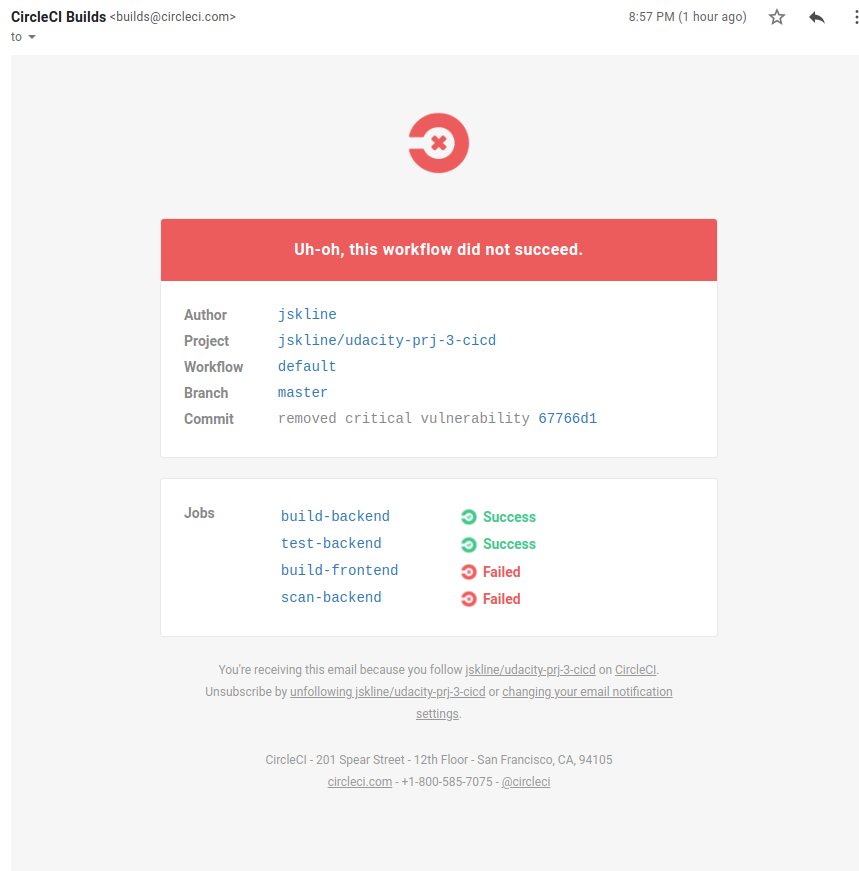 CircleCI Builds <builds@circleci.com> 8:57 PM (1 hour ago)
to
Uh-oh, this workflow did not succeed.
Author jskline
Project jskline/udacity-prj-3-cicd
Workflow default
Branch master
Commit removed critical vulnerability 67766d1
Jobs build-backend Success
test-backend Success
build-frontend Failed
scan-backend Failed
You're receiving this email because you follow jskline/udacity-prj-3-cicd on CircleCI.
Unsubscribe by unfollowing jskline/udacity-prj-3-cicd or changing your email notification
settings.
CircleCI - 201 Spear Street - 12th Floor - San Francisco, CA, 94105
circleci.com - +1-800-585-7075 - @circleci